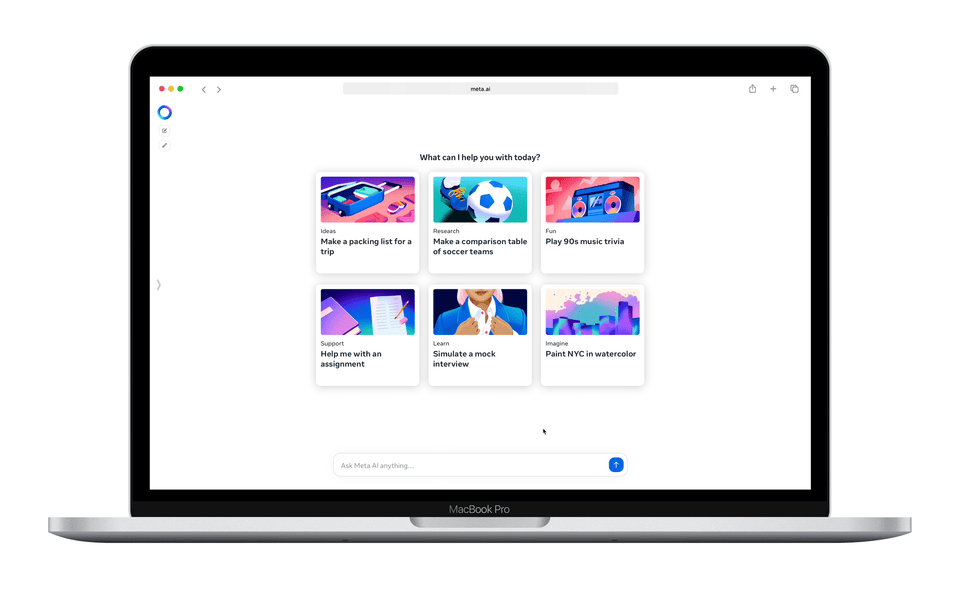 meta.ai
What can I help you with today?
Ideas
Make a packing list for a
trip
Research
Make a comparison table
of soccer teams
Fun
Play 90s music trivia
Support
Help me with an
assignment
Learn
Simulate a mock
interview
Imagine
Paint NYC in watercolor
Ask Meta AI anything...
MacBook Pro